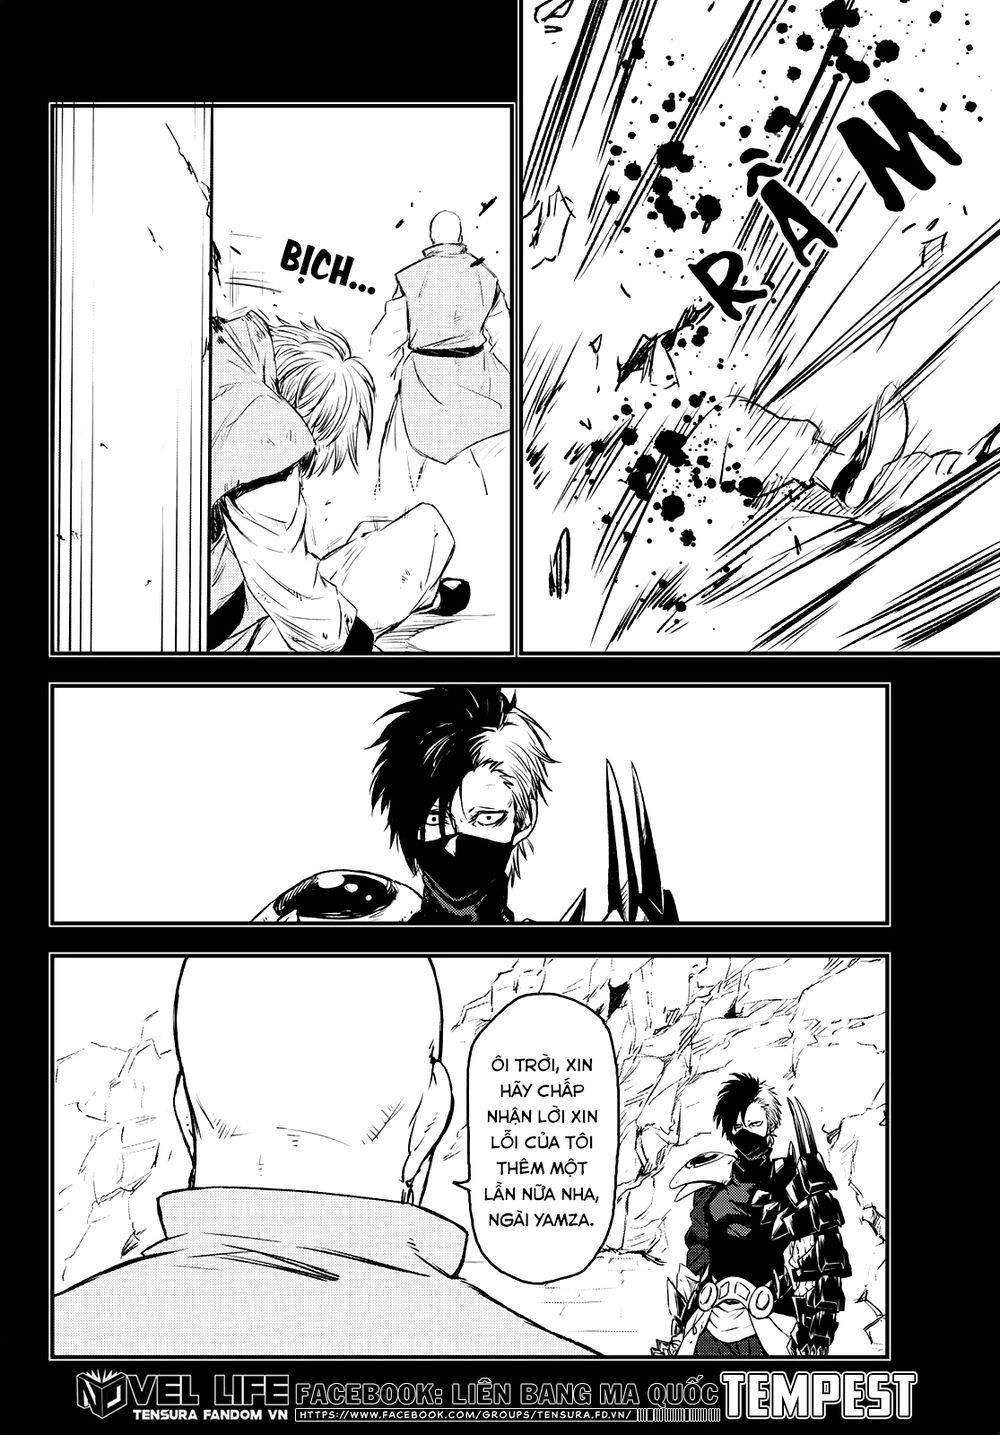 RẦM
BỊCH...
ÔI TRỜI, XIN
HÃY CHẤP
NHẬN LỜI XIN
LỖI CỦA TÔI
THÊM MỘT
LẦN NỮA NHA,
NGÀI YAMZA.
NOVEL LIFE
TENSURA FANDOM VN
FACEBOOK: LIÊN BANG MA QUỐC TEMPEST
HTTPS://WWW.FACEBOOK.COM/GROUPS/TENSURA.FD.VN/